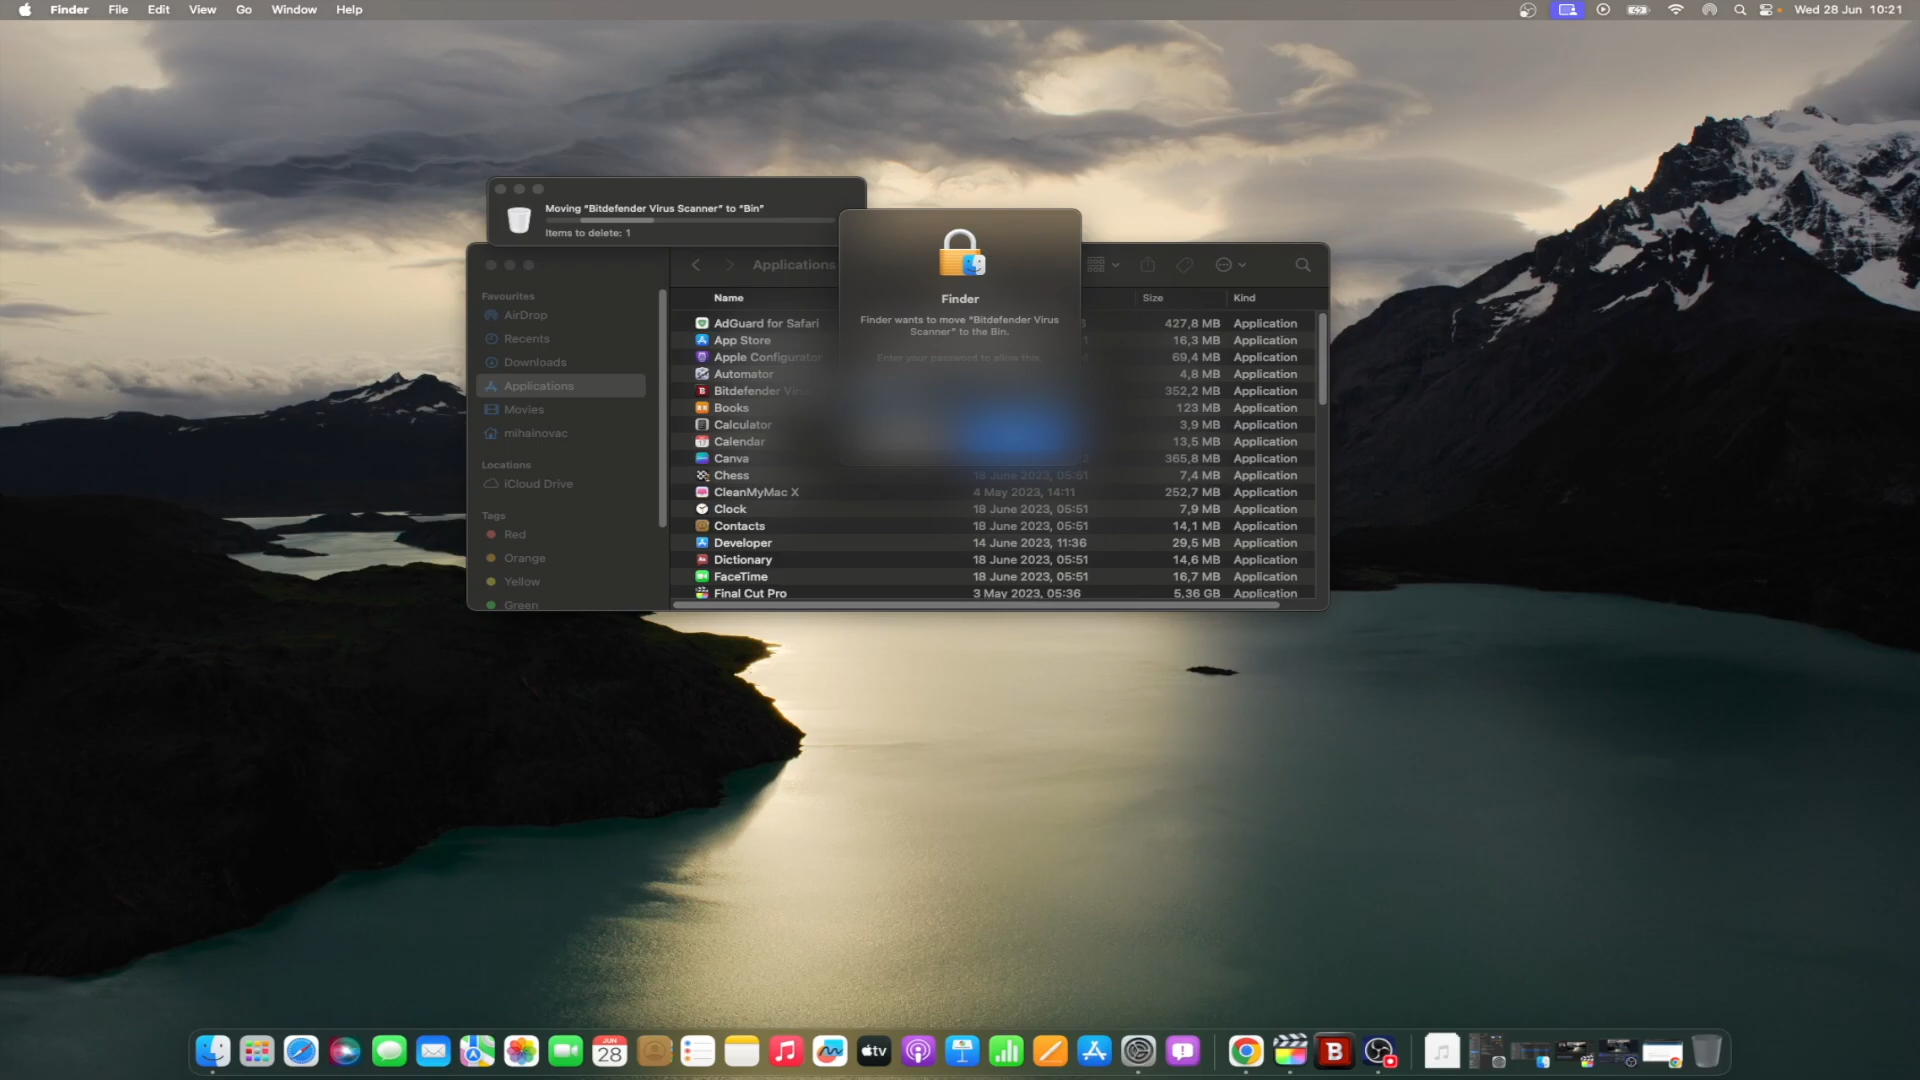 Finder File Edit View Go Window Help
Wed 28 Jun 10:21
Moving “Bitdefender Virus Scanner” to “Bin”
Items to delete: 1
Finder
Finder wants to move “Bitdefender Virus
Scanner” to the Bin.
Enter your password to allow this.
Applications
Favourites
AirDrop
Recents
Downloads
Applications
Movies
mihainovac
Locations
iCloud Drive
Tags
Red
Orange
Yellow
Green
Name Size Kind
AdGuard for Safari 427,8 MB Application
App Store 16,3 MB Application
Apple Configurator 69,4 MB Application
Automator 4,8 MB Application
Bitdefender 352,2 MB Application
Books 123 MB Application
Calculator 3,9 MB Application
Calendar 13,5 MB Application
Canva 365,8 MB Application
Chess 18 June 2023, 05:51 7,4 MB Application
CleanMyMac X 4 May 2023, 14:11 252,7 MB Application
Clock 18 June 2023, 05:51 7,9 MB Application
Contacts 18 June 2023, 05:51 14,1 MB Application
Developer 14 June 2023, 11:36 29,5 MB Application
Dictionary 18 June 2023, 05:51 14,6 MB Application
FaceTime 18 June 2023, 05:51 16,7 MB Application
Final Cut Pro 3 May 2023, 05:36 5,36 GB Application
JUN
28
tv
B